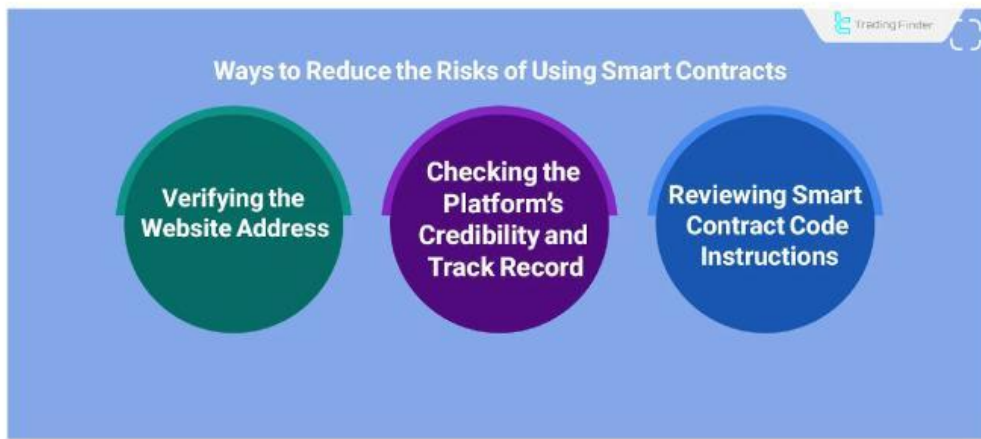 Trading Finder
Ways to Reduce the Risks of Using Smart Contracts
Verifying the
Website Address
Checking the
Platform's
Credibility and
Track Record
Reviewing Smart
Contract Code
Instructions